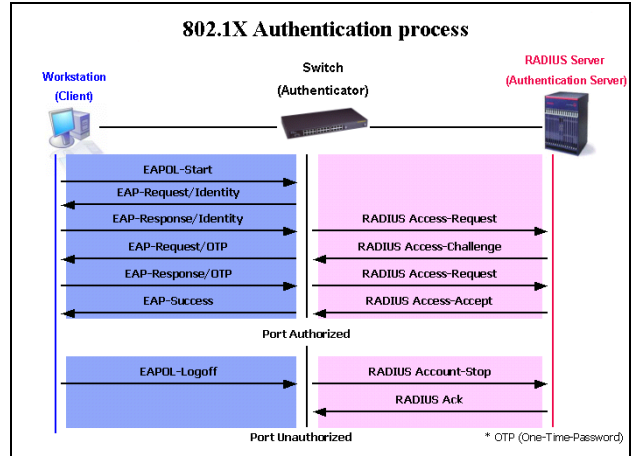 802.1X Authentication process
Workstation
(Client)
Switch
(Authenticator)
RADIUS Server
(Authentication Server)
EAPOL-Start
EAP-Request/Identity
EAP-Response/Identity
RADIUS Access-Request
EAP-Request/OTP
RADIUS Access-Challenge
EAP-Response/OTP
RADIUS Access-Request
EAP-Success
RADIUS Access-Accept
Port Authorized
EAPOL-Logoff
RADIUS Account-Stop
RADIUS Ack
Port Unauthorized
* OTP (One-Time-Password)